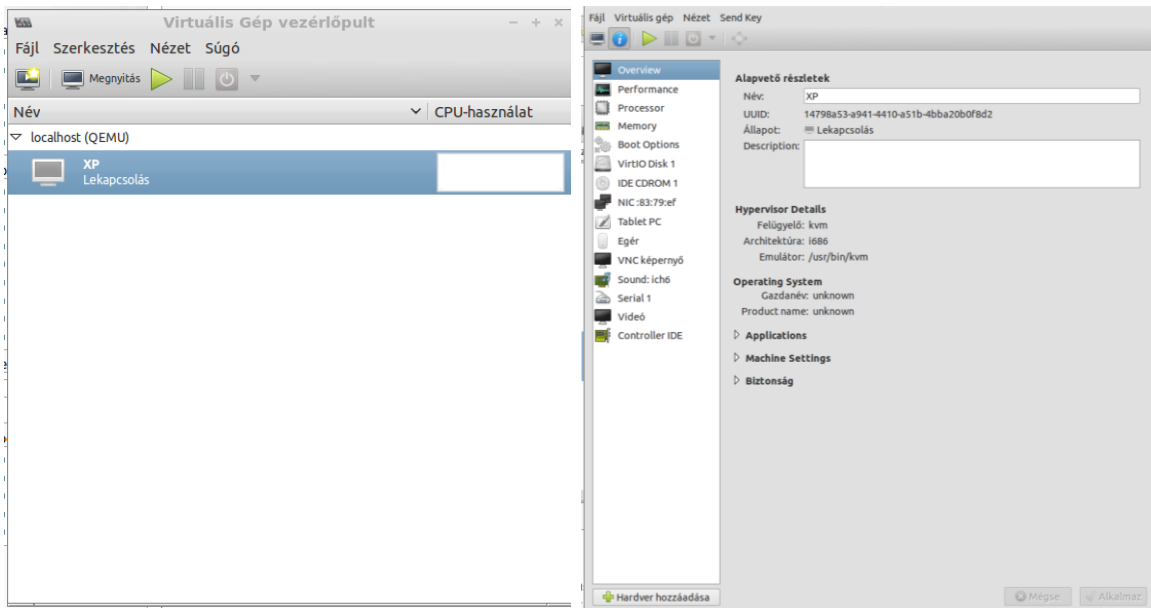 Virtuális Gép vezérlőpult
Fájl Szerkesztés Nézet Súgó
Megnyitás
Név CPU-használat
localhost (QEMU)
XP
Lekapcsolás
Fájl Virtuális gép Nézet Send Key
Overview
Performance
Processor
Memory
Boot Options
VirtIO Disk 1
IDE CDROM 1
NIC :83:79:ef
Tablet PC
Egér
VNC képernyő
Sound: ich6
Serial 1
Videó
Controller IDE
Hardver hozzáadása
Alapvető részletek
Név: XP
UUID: 14798a53-a941-4410-a51b-4bba20b0f8d2
Állapot: Lekapcsolás
Description:
Hypervisor Details
Felügyelő: kvm
Architektúra: i686
Emulátor: /usr/bin/kvm
Operating System
Gazdanév: unknown
Product name: unknown
Applications
Machine Settings
Biztonság
Mégse Alkalmaz